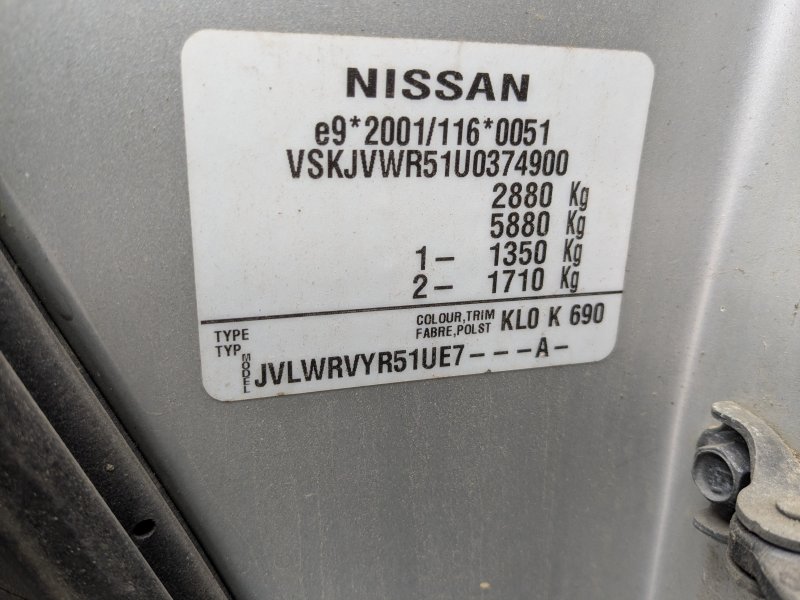 NISSAN
e9*2001/116*0051
VSKJVWR51U0374900
2880 Kg
5880 Kg
1- 1350 Kg
2- 1710 Kg
TYPE
TYP
COLOUR,TRIM
FABRE,POLST
KL0 K 690
MODEL
JVLWRVYR51UE7---A-